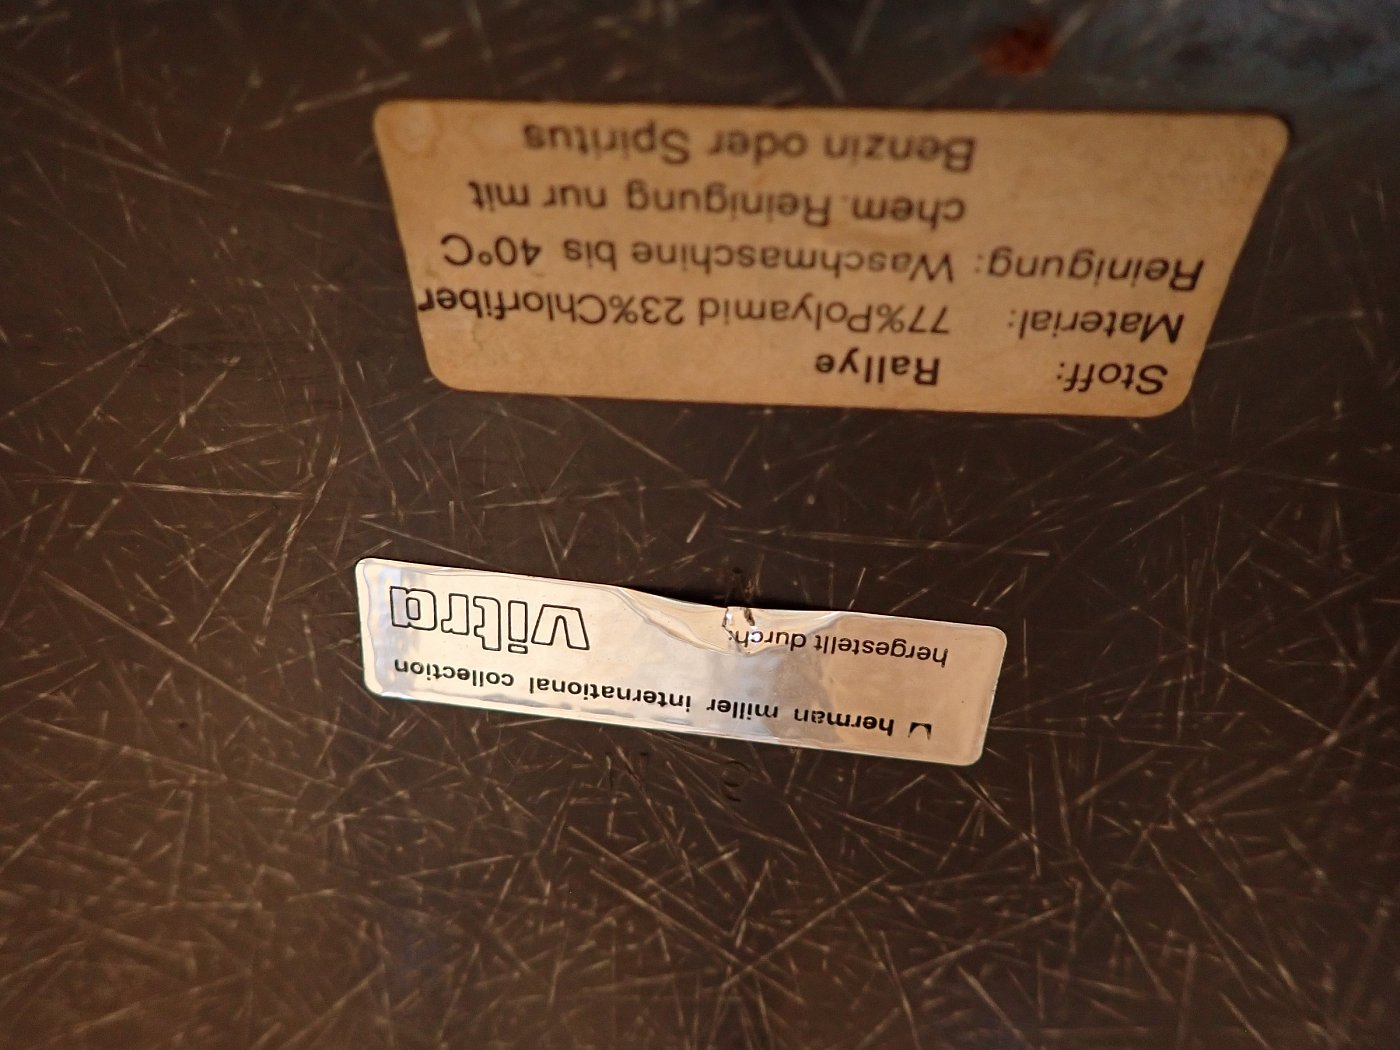 Stoff: Rallye
Material: 77%Polyamid 23%Chlorfiber
Reinigung: Waschmaschine bis 40°C
chem. Reinigung nur mit
Benzin oder Spiritus
herman miller international collection
hergestellt durch: vitra